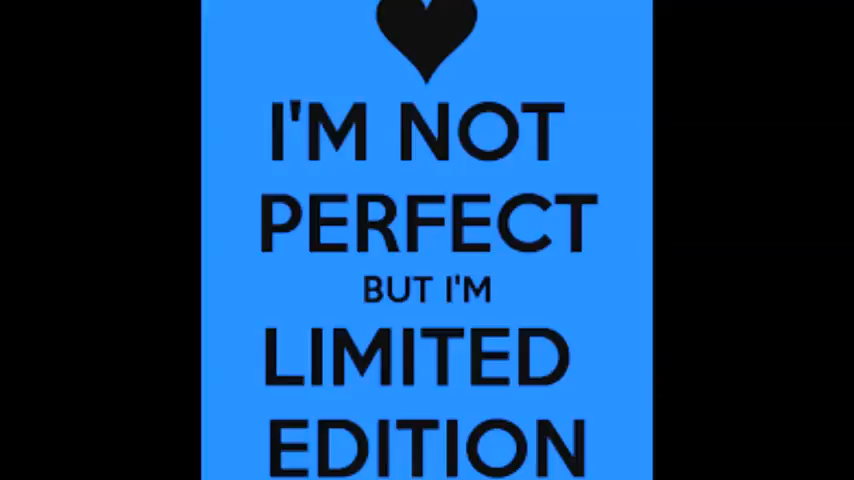 I'M NOT
PERFECT
BUT I'M
LIMITED
EDITION